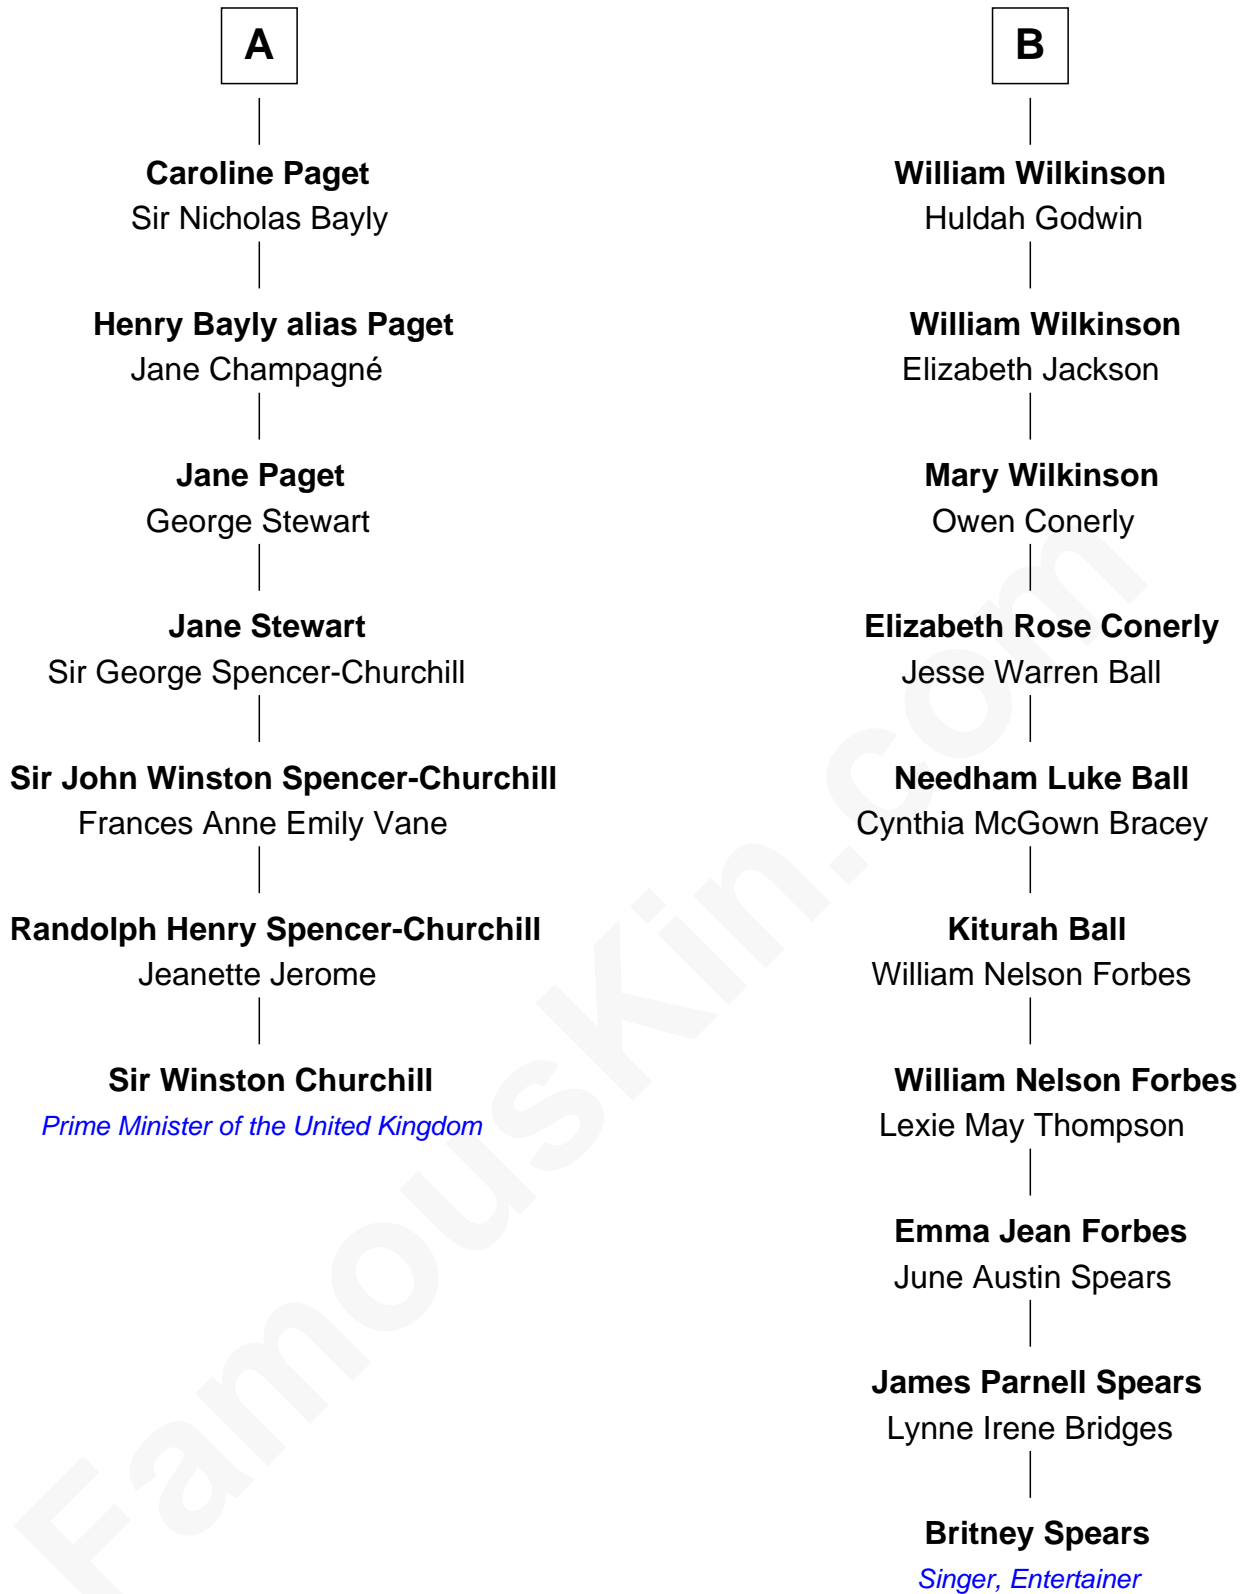 A
Caroline Paget
Sir Nicholas Bayly
Henry Bayly alias Paget
Jane Champagné
Jane Paget
George Stewart
Jane Stewart
Sir George Spencer-Churchill
Sir John Winston Spencer-Churchill
Frances Anne Emily Vane
Randolph Henry Spencer-Churchill
Jeanette Jerome
Sir Winston Churchill
Prime Minister of the United Kingdom
B
William Wilkinson
Huldah Godwin
William Wilkinson
Elizabeth Jackson
Mary Wilkinson
Owen Conerly
Elizabeth Rose Conerly
Jesse Warren Ball
Needham Luke Ball
Cynthia McGown Bracey
Kiturah Ball
William Nelson Forbes
William Nelson Forbes
Lexie May Thompson
Emma Jean Forbes
June Austin Spears
James Parnell Spears
Lynne Irene Bridges
Britney Spears
Singer, Entertainer
FamousKin.com